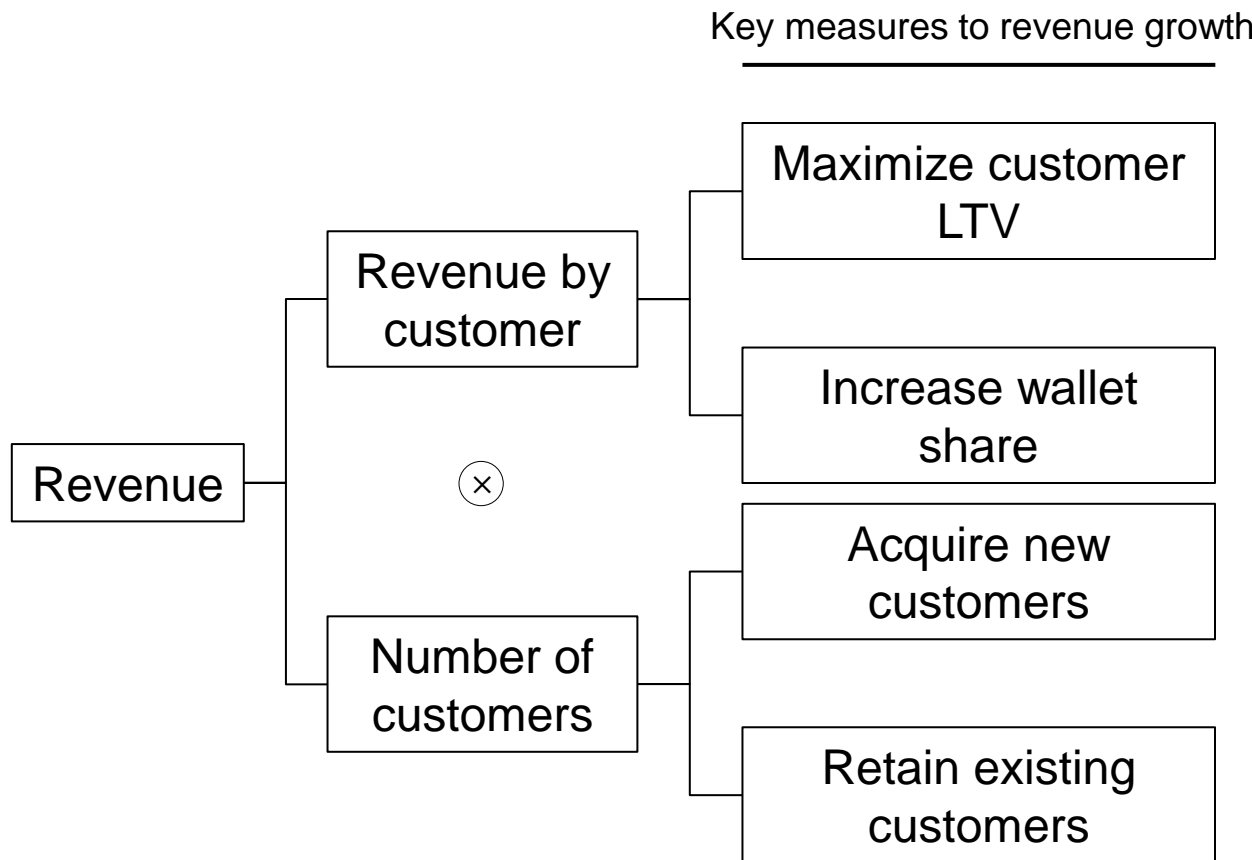 Key measures to revenue growth
Maximize customer
LTV
Revenue by
customer
Increase wallet
share
Revenue
×
Acquire new
customers
Number of
customers
Retain existing
customers